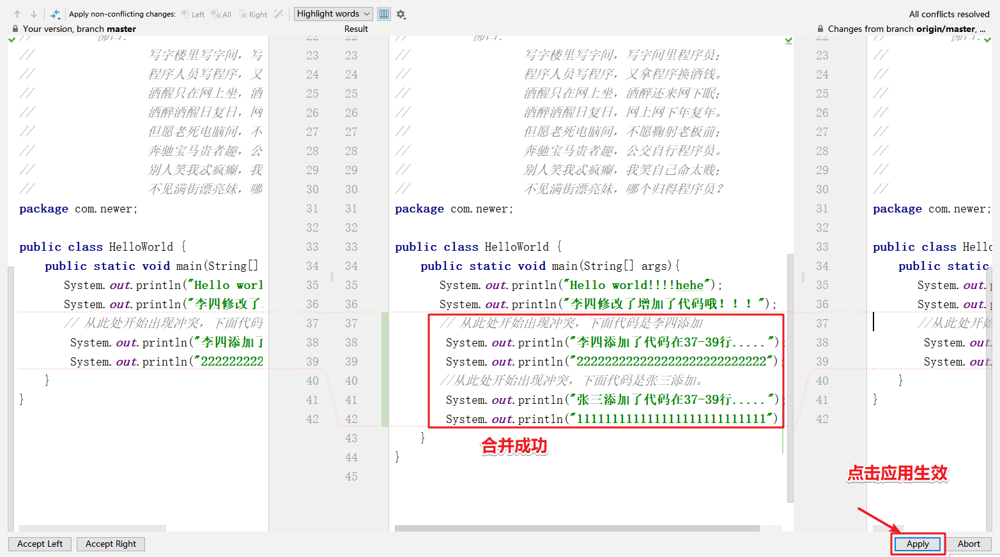 Apply non-conflicting changes: Left All Right Highlight words All conflicts resolved
Your version, branch master Result Changes from branch origin/master, ...
// 佛曰: 22 22 // 佛曰: 22 // 佛曰:
// 写字楼里写字间，写 23 23 // 写字楼里写字间，写字间里程序员； 23 //
// 程序人员写程序，又 24 24 // 程序人员写程序，又拿程序换酒钱。 24 //
// 酒醒只在网上坐，酒 25 25 // 酒醒只在网上坐，酒醉还来网下眠； 25 //
// 酒醉酒醒日复日，网 26 26 // 酒醉酒醒日复日，网上网下年复年。 26 //
// 但愿老死电脑间，不 27 27 // 但愿老死电脑间，不愿鞠躬老板前； 27 //
// 奔驰宝马贵者趣，公 28 28 // 奔驰宝马贵者趣，公交自行程序员。 28 //
// 别人笑我忒疯癫，我 29 29 // 别人笑我忒疯癫，我笑自己命太贱； 29 //
// 不见满街漂亮妹，哪 30 30 // 不见满街漂亮妹，哪个归得程序员？ 30 //
package com.newer; 31 31 package com.newer; 31 package com.newer;
32 32 32
public class HelloWorld { 33 33 public class HelloWorld { 33 public class Hello
public static void main(String[] 34 34 public static void main(String[] args){ 34 public static
System.out.println("Hello worl 35 35 System.out.println("Hello world!!!!hehe"); 35 System.out.
System.out.println("李四修改了 36 36 System.out.println("李四修改了增加了代码哦！！！"); 36 System.out.
// 从此处开始出现冲突，下面代码 37 37 // 从此处开始出现冲突，下面代码是李四添加 37 //从此处开始
System.out.println("李四添加了 38 38 System.out.println("李四添加了代码在37-39行....."); 38 System.out.
System.out.println("2222222222 39 39 System.out.println("222222222222222222222222222"); 39 System.out.
} 40 40 //从此处开始出现冲突，下面代码是张三添加。 40 }
} 41 41 System.out.println("张三添加了代码在37-39行....."); 41 }
42 42 System.out.println("111111111111111111111111111") 42
43 }
合并成功
44 }
45
点击应用生效
Accept Left Accept Right Apply Abort